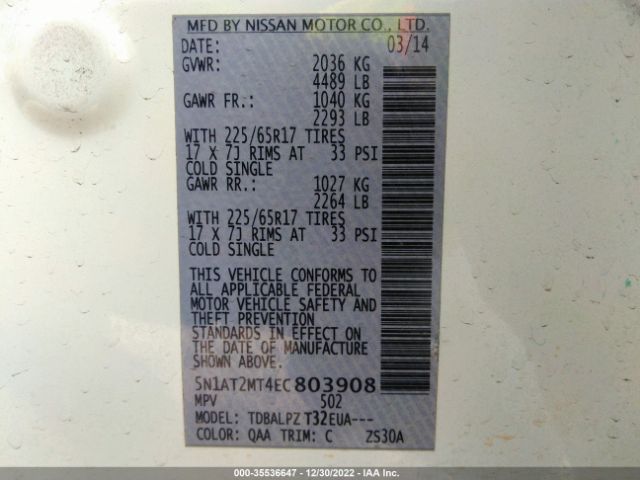 MFD BY NISSAN MOTOR CO., LTD.
DATE: 03/14
GVWR: 2036 KG
4489 LB
GAWR FR.: 1040 KG
2293 LB
WITH 225/65R17 TIRES
17 X 7J RIMS AT 33 PSI
COLD SINGLE
GAWR RR.: 1027 KG
2264 LB
WITH 225/65R17 TIRES
17 X 7J RIMS AT 33 PSI
COLD SINGLE
THIS VEHICLE CONFORMS TO
ALL APPLICABLE FEDERAL
MOTOR VEHICLE SAFETY AND
THEFT PREVENTION
STANDARDS IN EFFECT ON
THE DATE OF MANUFACTURE
SHOWN ABOVE.
5N1AT2MT4EC803908
MPV 502
MODEL: TDBALPZ T32EUA---
COLOR: QAA TRIM: C ZS30A
000-35536647 - 12/30/2022 - IAA Inc.